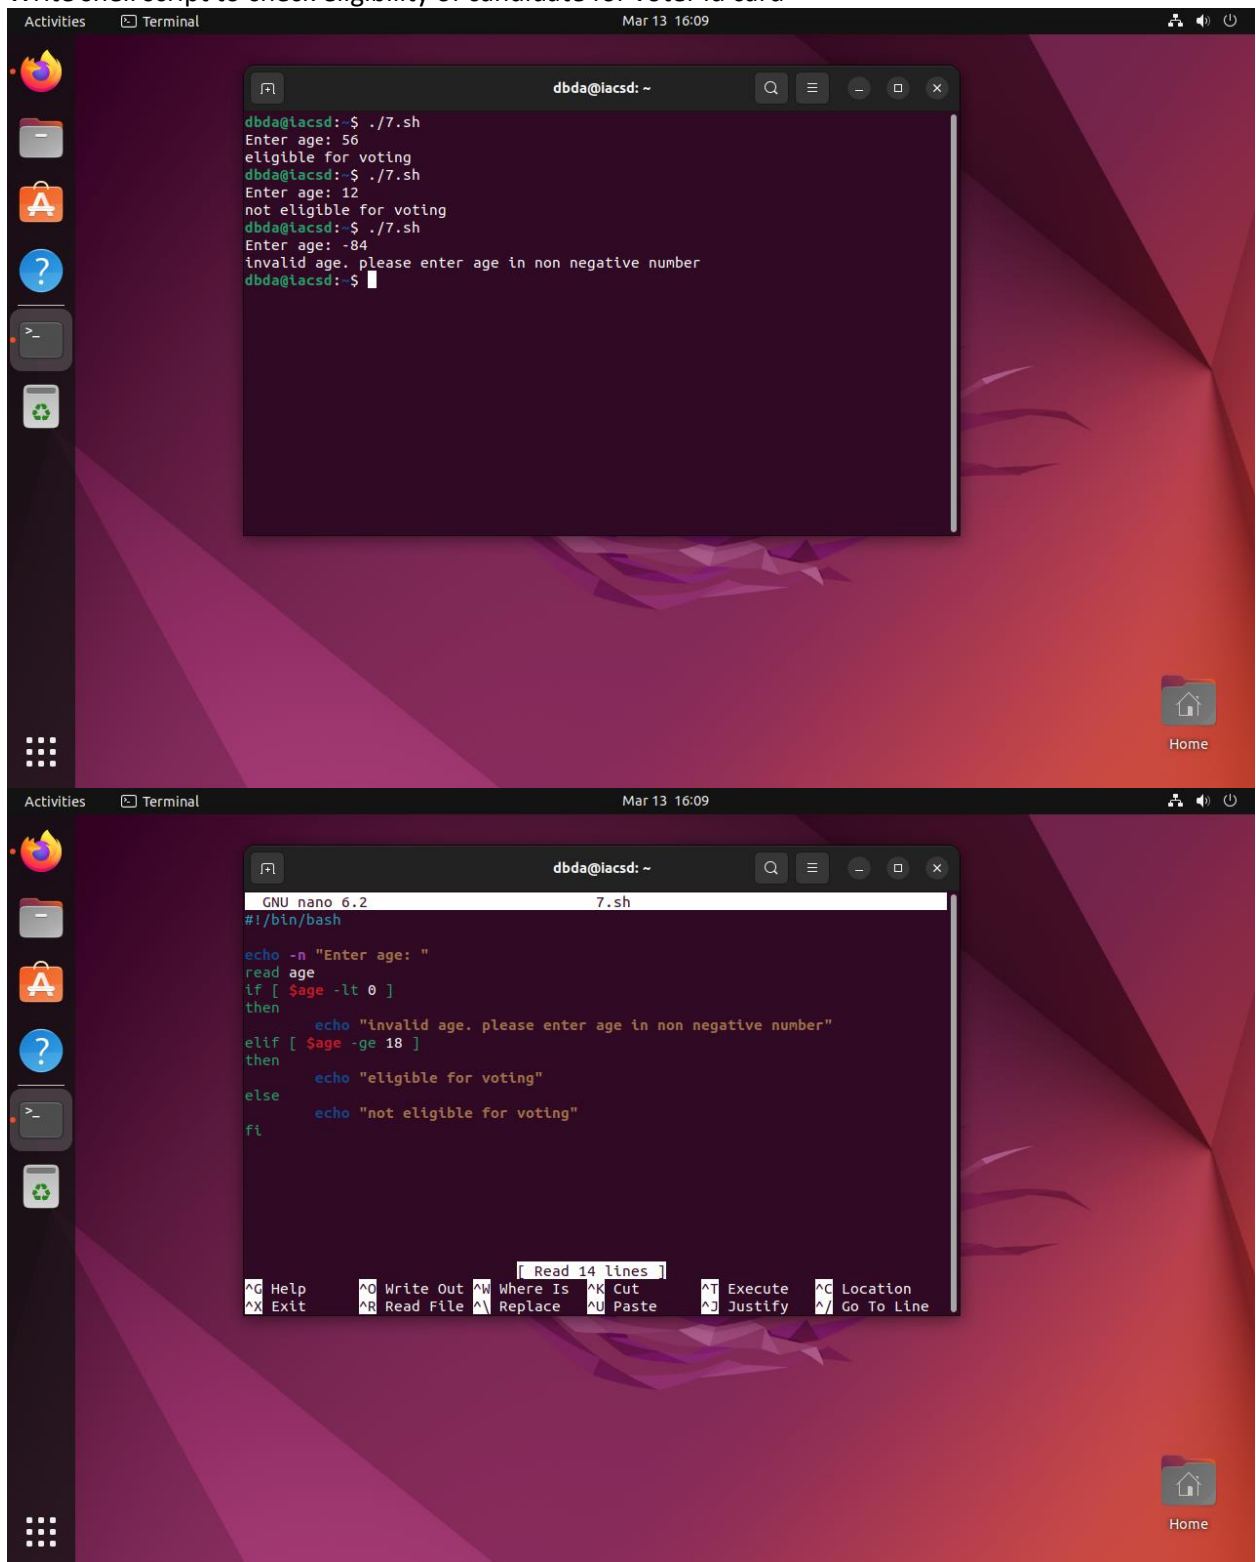 Write shell script to check eligibility of candidate for voter id card
Activities Terminal Mar 13 16:09
dbda@iacsd: ~
dbda@iacsd:~$ ./7.sh
Enter age: 56
eligible for voting
dbda@iacsd:~$ ./7.sh
Enter age: 12
not eligible for voting
dbda@iacsd:~$ ./7.sh
Enter age: -84
invalid age. please enter age in non negative number
dbda@iacsd:~$
Home
Activities Terminal Mar 13 16:09
dbda@iacsd: ~
GNU nano 6.2 7.sh
#!/bin/bash
echo -n "Enter age: "
read age
if [ $age -lt 0 ]
then
echo "invalid age. please enter age in non negative number"
elif [ $age -ge 18 ]
then
echo "eligible for voting"
else
echo "not eligible for voting"
fi
[ Read 14 lines ]
^G Help ^O Write Out ^W Where Is ^K Cut ^T Execute ^C Location
^X Exit ^R Read File ^\ Replace ^U Paste ^J Justify ^/ Go To Line
Home